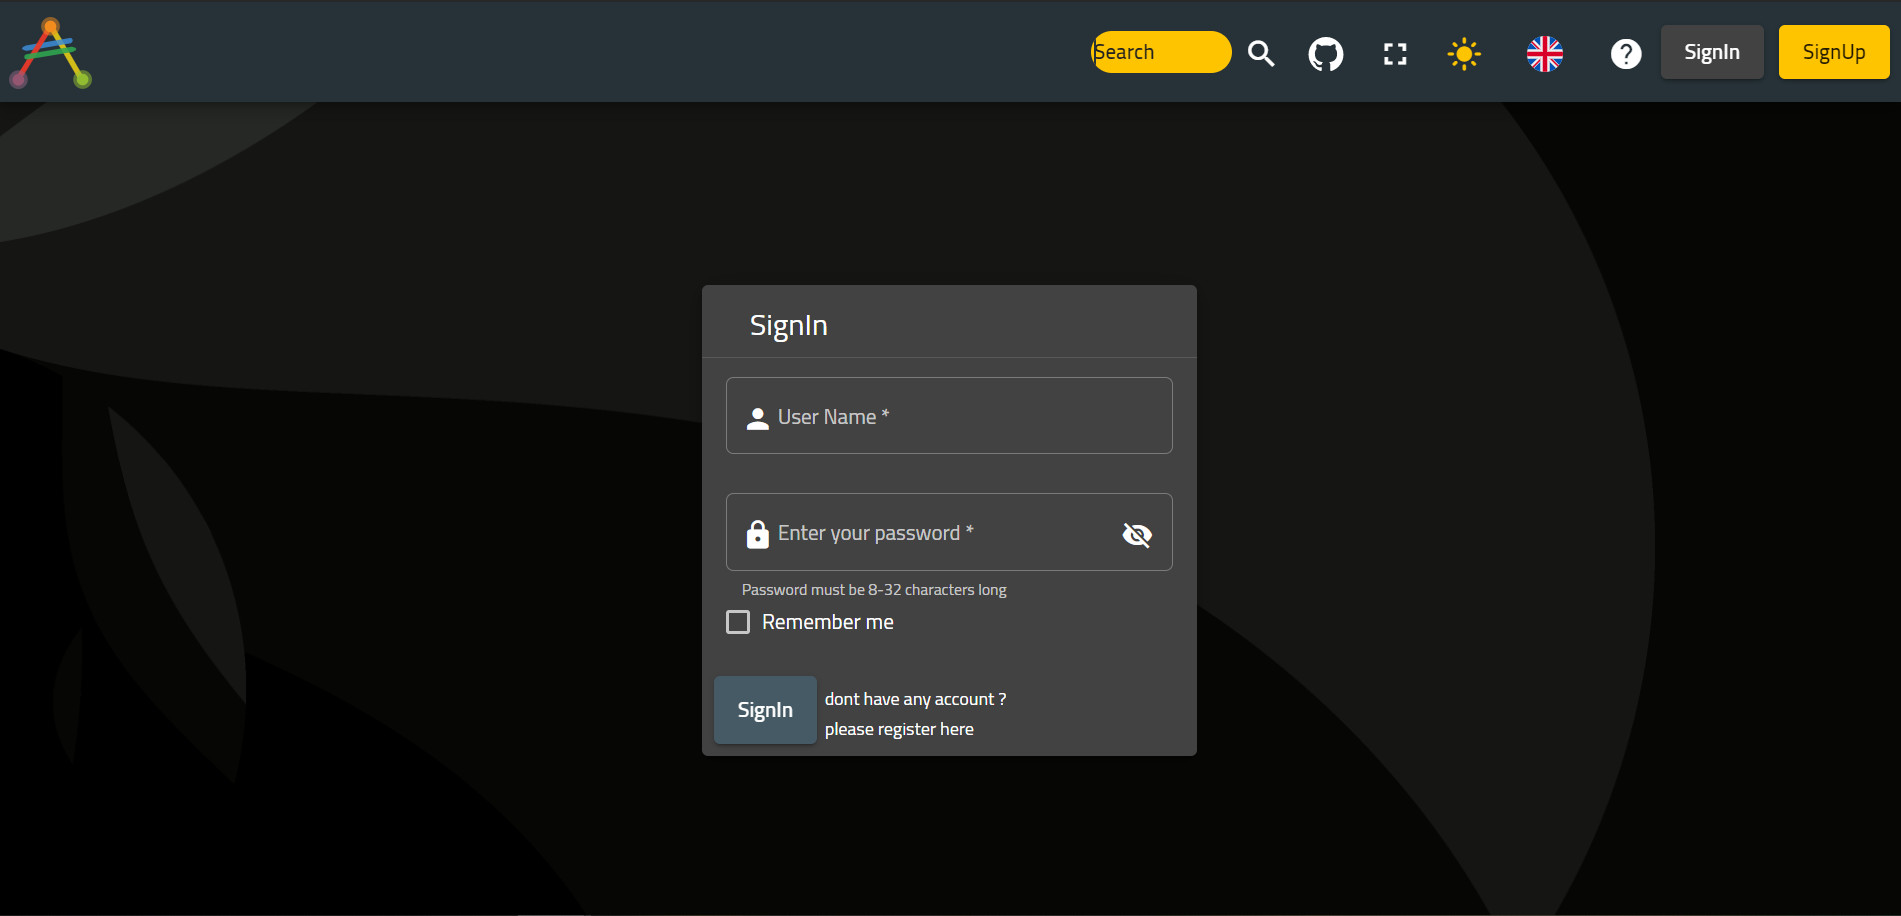 Search
SignIn
SignUp
SignIn
User Name *
Enter your password *
Password must be 8-32 characters long
Remember me
SignIn
dont have any account ?
please register here